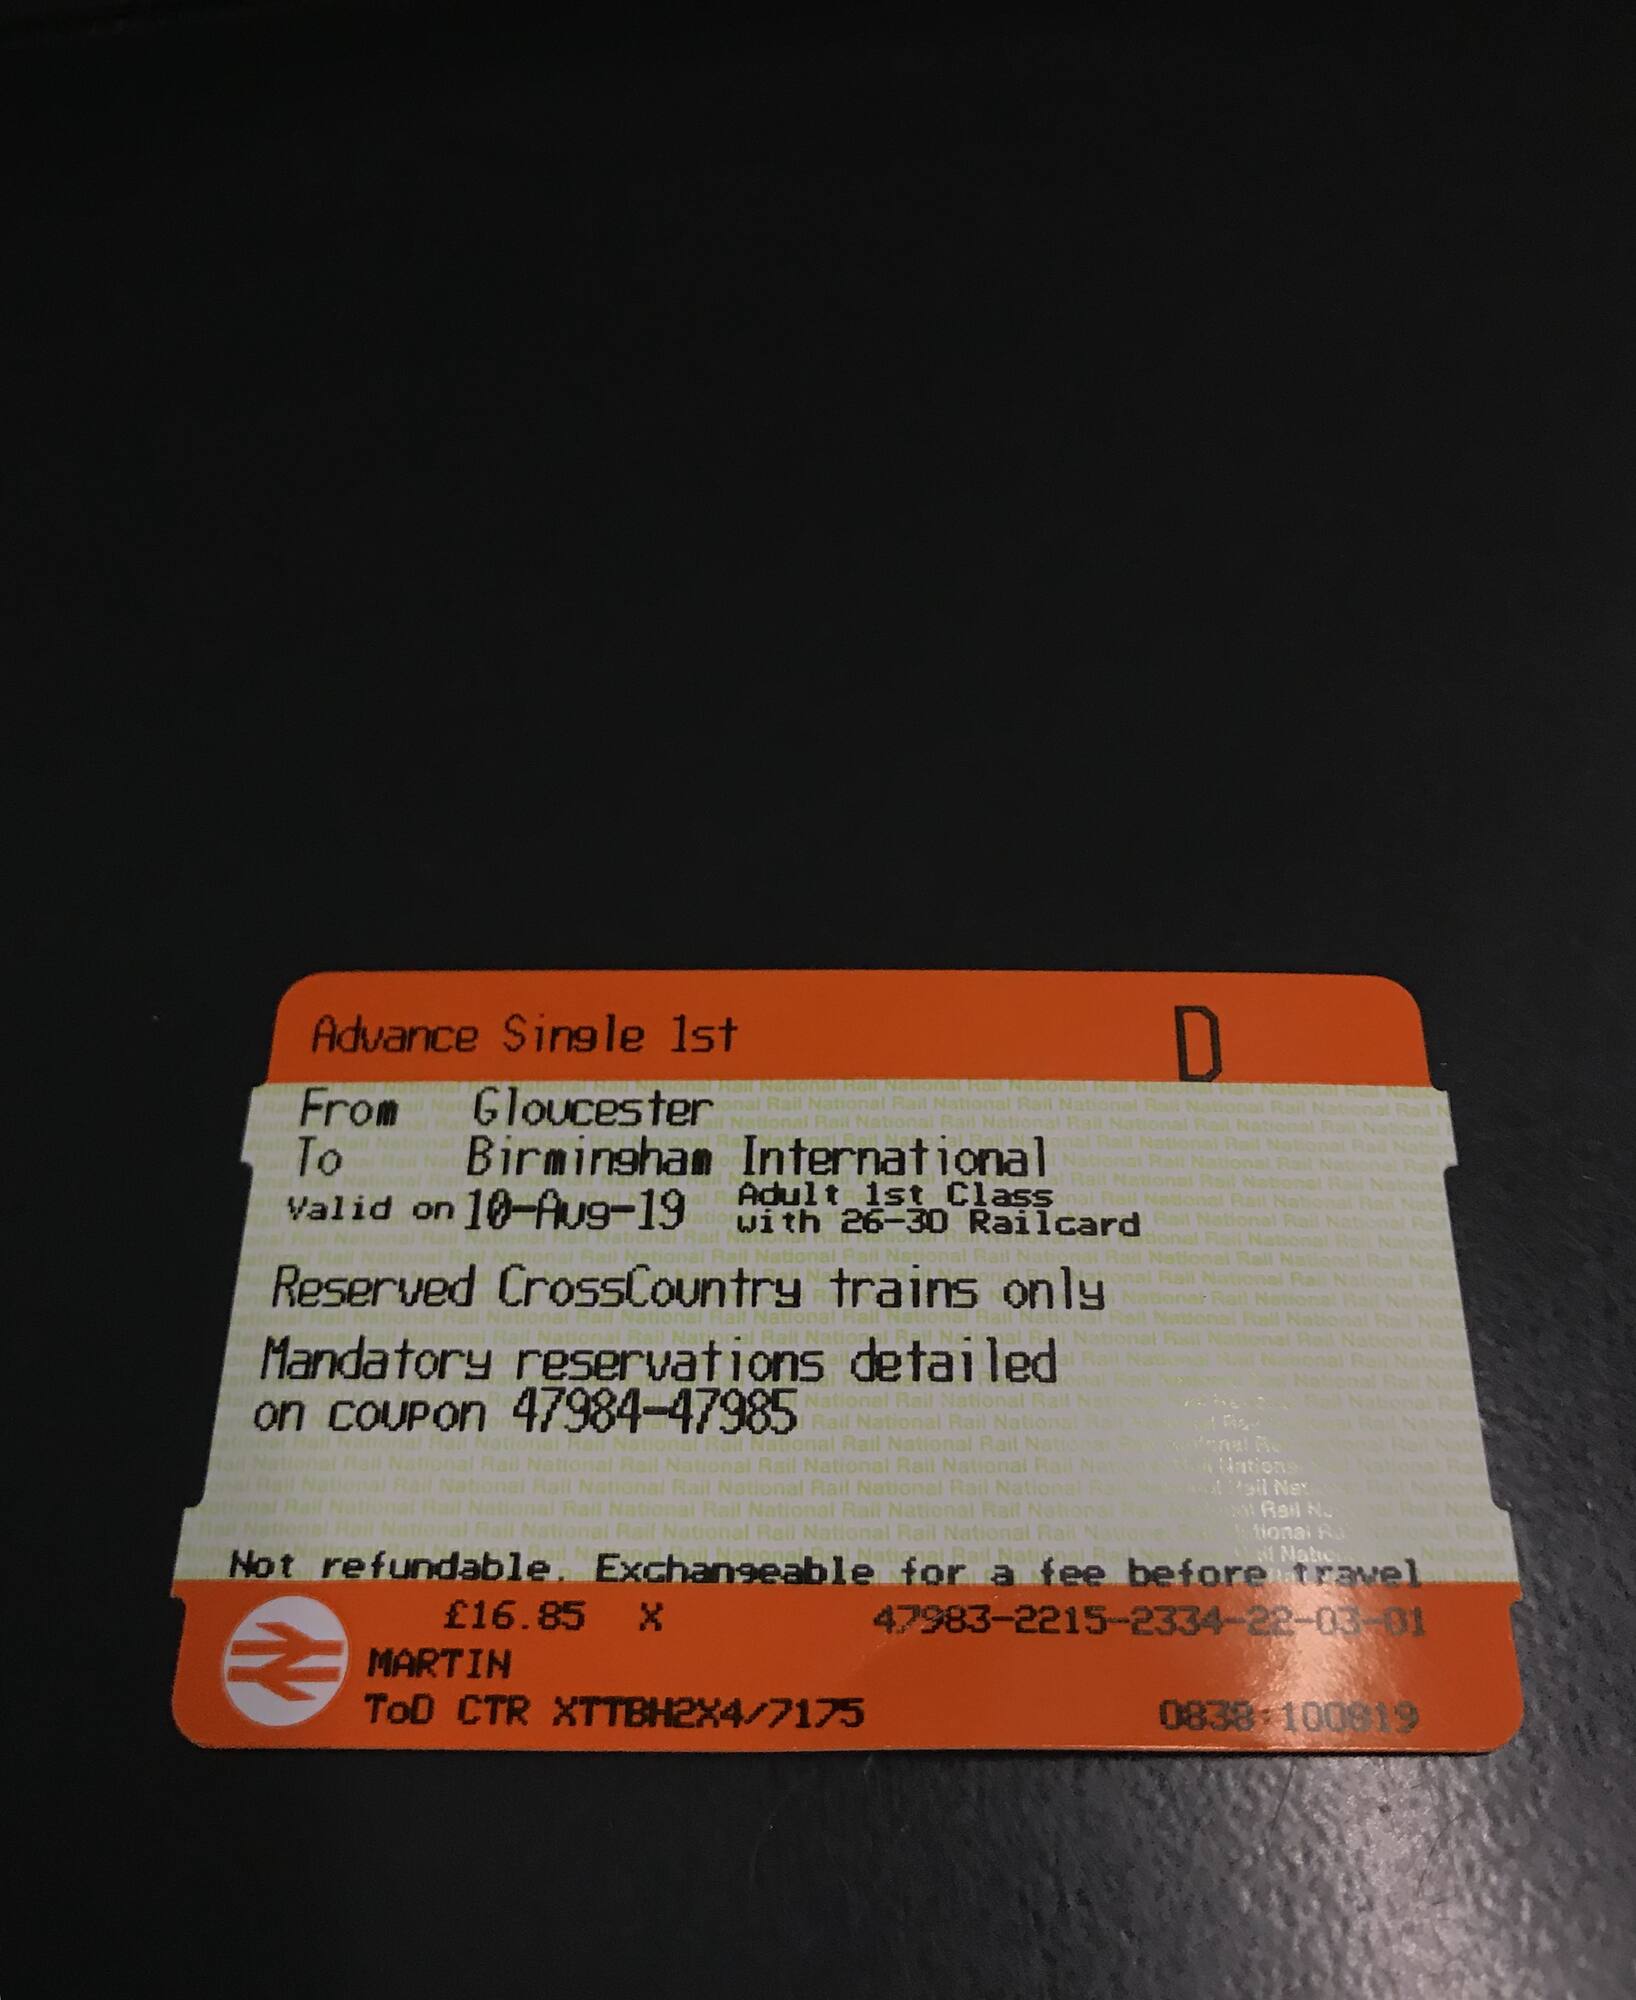 Advance Single 1st D
From Gloucester
To Birmingham International
Valid on 10-Aug-19 Adult 1st Class
with 26-30 Railcard
Reserved CrossCountry trains only
Mandatory reservations detailed
on coupon 47984-47985
Not refundable. Exchangeable for a fee before travel
£16.85 X 47983-2215-2334-22-03-01
MARTIN
ToD CTR XTTBH2X4/7175 0838 100819